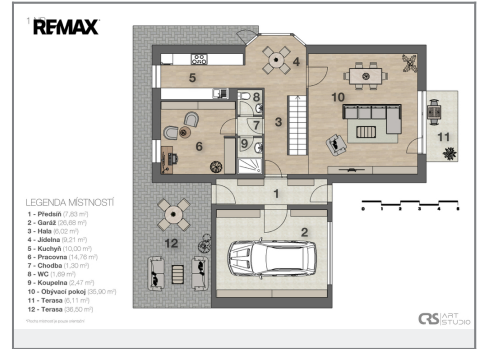 REMAX
5
4
8
7
9
6
3
10
11
1
2
12
LEGENDA MÍSTNOSTÍ
1 - Předsíň (7,83 m²)
2 - Garáž (26,68 m²)
3 - Hala (6,02 m²)
4 - Jídelna (9,21 m²)
5 - Kuchyň (10,00 m²)
6 - Pracovna (14,76 m²)
7 - Chodba (1,30 m²)
8 - WC (1,69 m²)
9 - Koupelna (2,47 m²)
10 - Obývací pokoj (35,90 m²)
11 - Terasa (6,11 m²)
12 - Terasa (36,50 m²)
0 1 2 3 4 5
CRS ART STUDIO